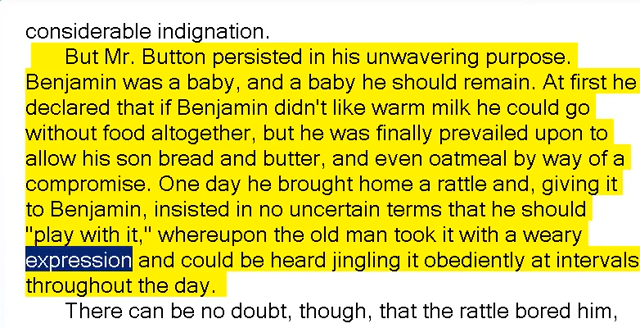 considerable indignation.
But Mr. Button persisted in his unwavering purpose.
Benjamin was a baby, and a baby he should remain. At first he
declared that if Benjamin didn't like warm milk he could go
without food altogether, but he was finally prevailed upon to
allow his son bread and butter, and even oatmeal by way of a
compromise. One day he brought home a rattle and, giving it
to Benjamin, insisted in no uncertain terms that he should
"play with it," whereupon the old man took it with a weary
expression and could be heard jingling it obediently at intervals
throughout the day.
There can be no doubt, though, that the rattle bored him,